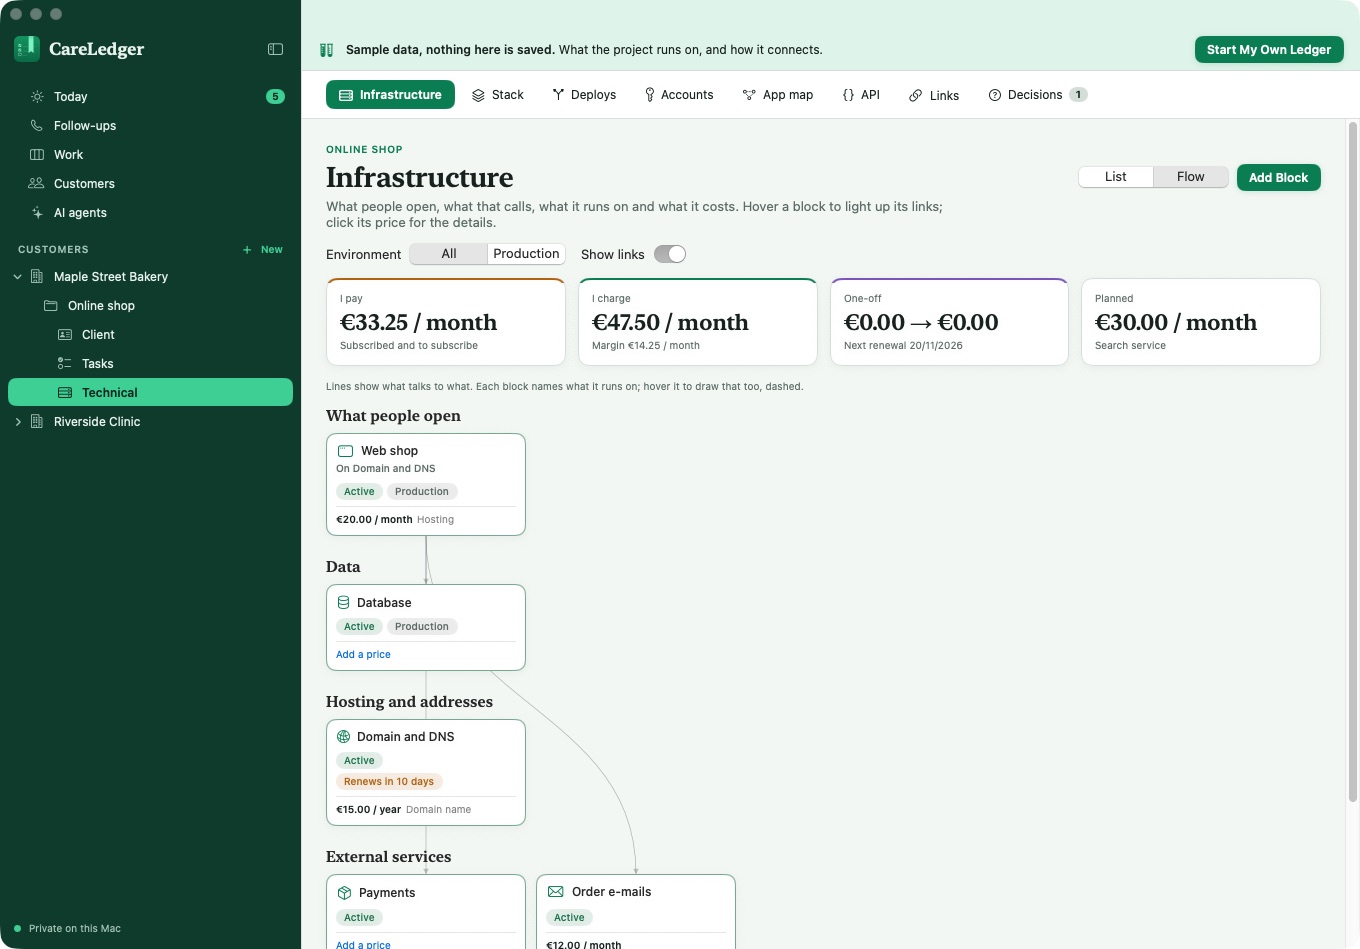 CareLedger
Today 5
Follow-ups
Work
Customers
AI agents
CUSTOMERS + New
Maple Street Bakery
Online shop
Client
Tasks
Technical
Riverside Clinic
Private on this Mac
Sample data, nothing here is saved. What the project runs on, and how it connects.
Start My Own Ledger
Infrastructure Stack Deploys Accounts App map {} API Links Decisions 1
ONLINE SHOP
Infrastructure
List Flow Add Block
What people open, what that calls, what it runs on and what it costs. Hover a block to light up its links;
click its price for the details.
Environment All Production Show links
I pay
€33.25 / month
Subscribed and to subscribe
I charge
€47.50 / month
Margin €14.25 / month
One-off
€0.00 → €0.00
Next renewal 20/11/2026
Planned
€30.00 / month
Search service
Lines show what talks to what. Each block names what it runs on; hover it to draw that too, dashed.
What people open
Web shop
On Domain and DNS
Active Production
€20.00 / month Hosting
Data
Database
Active Production
Add a price
Hosting and addresses
Domain and DNS
Active
Renews in 10 days
€15.00 / year Domain name
External services
Payments
Active
Add a price
Order e-mails
Active
€12.00 / month